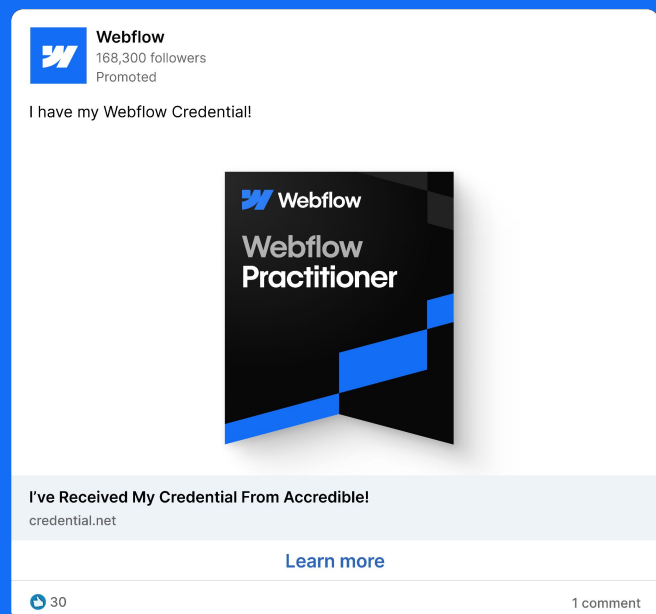 Webflow
168,300 followers
Promoted
I have my Webflow Credential!
Webflow
Webflow
Practitioner
I’ve Received My Credential From Accredible!
credential.net
Learn more
30
1 comment